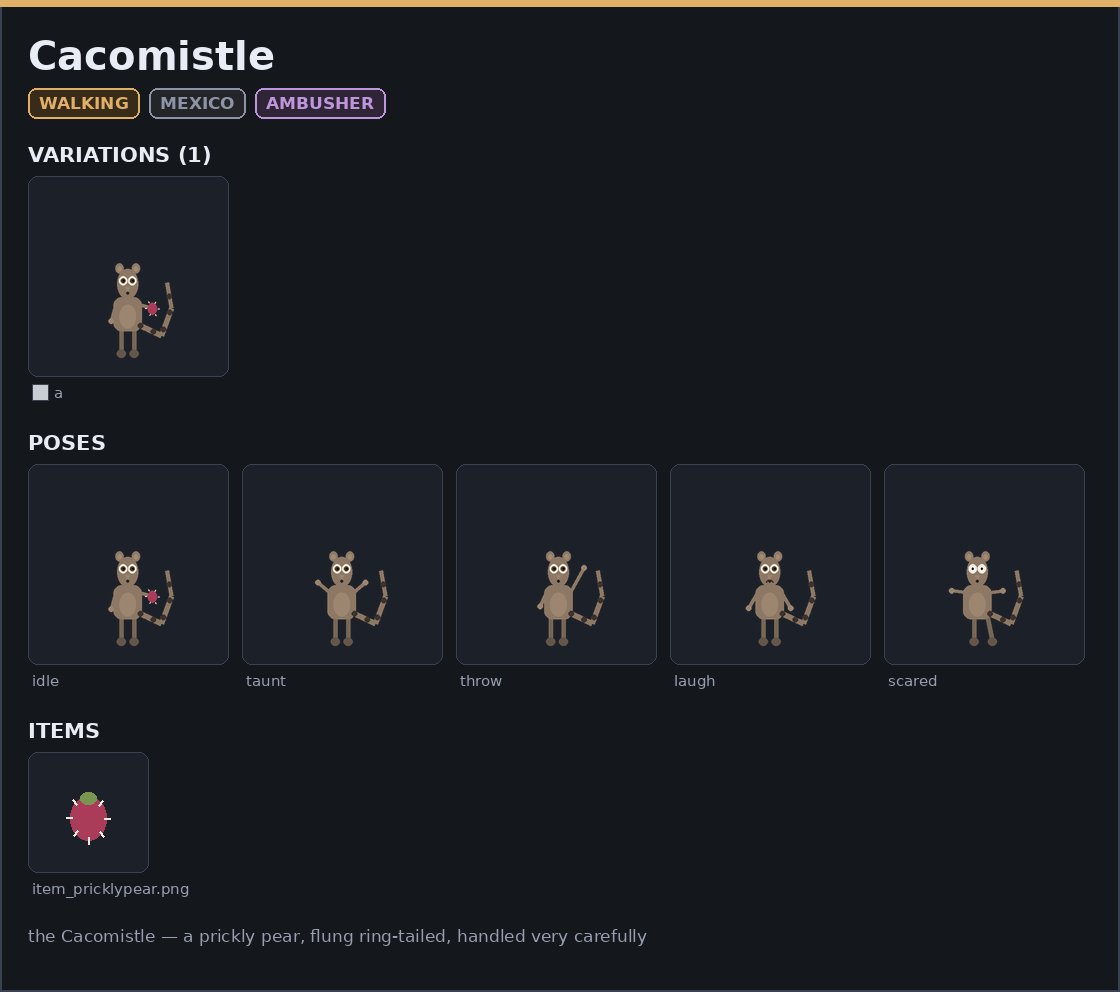 Cacomistle
WALKING MEXICO AMBUSHER
VARIATIONS (1)
a
POSES
idle taunt throw laugh scared
ITEMS
item_pricklypear.png
the Cacomistle — a prickly pear, flung ring-tailed, handled very carefully